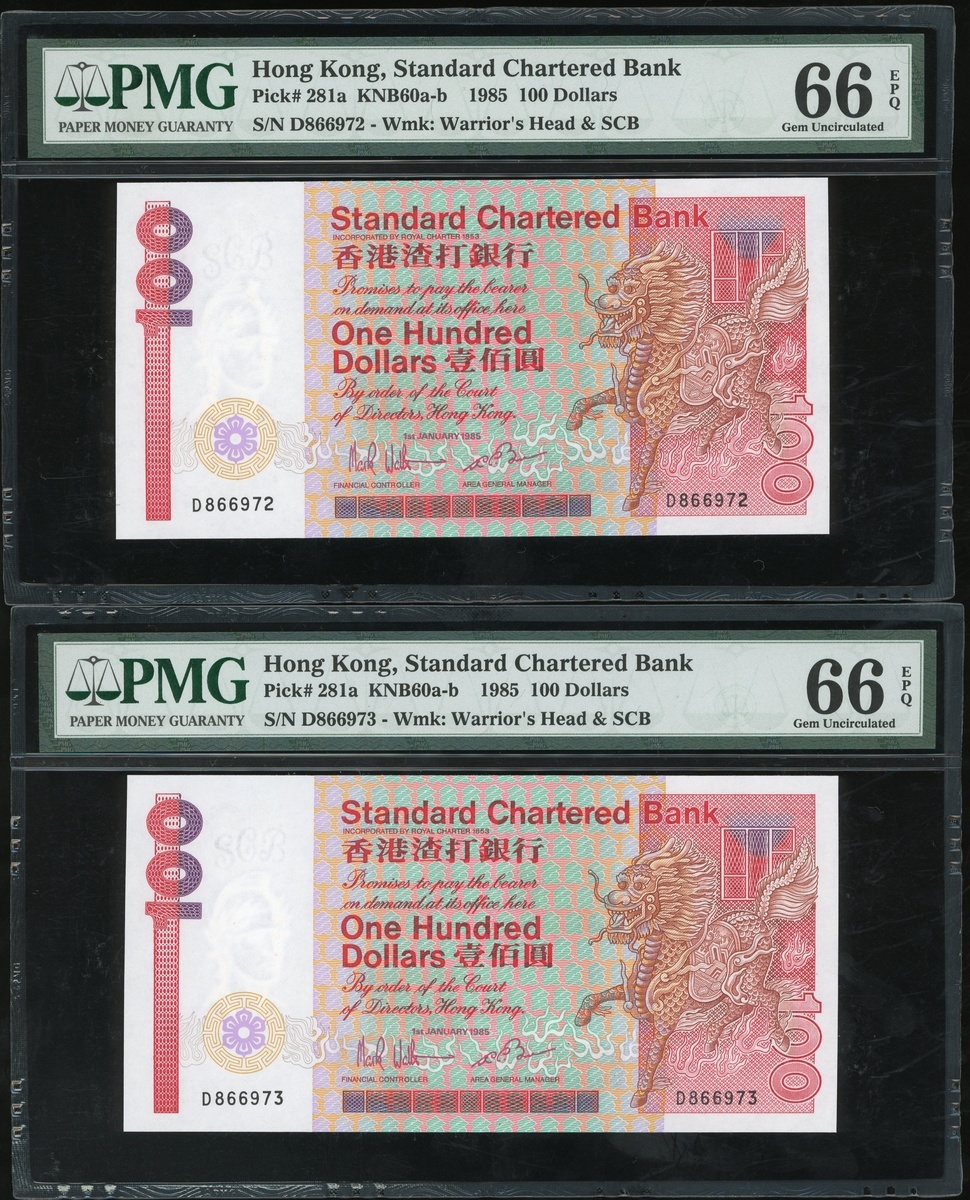 PMG
PAPER MONEY GUARANTY
Hong Kong, Standard Chartered Bank
Pick# 281a KNB60a-b 1985 100 Dollars
S/N D866972 - Wmk: Warrior's Head & SCB
66 EPQ
Gem Uncirculated
100
SCB
Standard Chartered Bank
INCORPORATED BY ROYAL CHARTER 1853
香港渣打銀行
Promises to pay the bearer
on demand at its office here
One Hundred
Dollars 壹佰圓
By order of the Court
of Directors, Hong Kong.
1st JANUARY 1985
FINANCIAL CONTROLLER AREA GENERAL MANAGER
D866972
D866972
100
PMG
PAPER MONEY GUARANTY
Hong Kong, Standard Chartered Bank
Pick# 281a KNB60a-b 1985 100 Dollars
S/N D866973 - Wmk: Warrior's Head & SCB
66 EPQ
Gem Uncirculated
100
SCB
Standard Chartered Bank
INCORPORATED BY ROYAL CHARTER 1853
香港渣打銀行
Promises to pay the bearer
on demand at its office here
One Hundred
Dollars 壹佰圓
By order of the Court
of Directors, Hong Kong.
1st JANUARY 1985
FINANCIAL CONTROLLER AREA GENERAL MANAGER
D866973
D866973
100